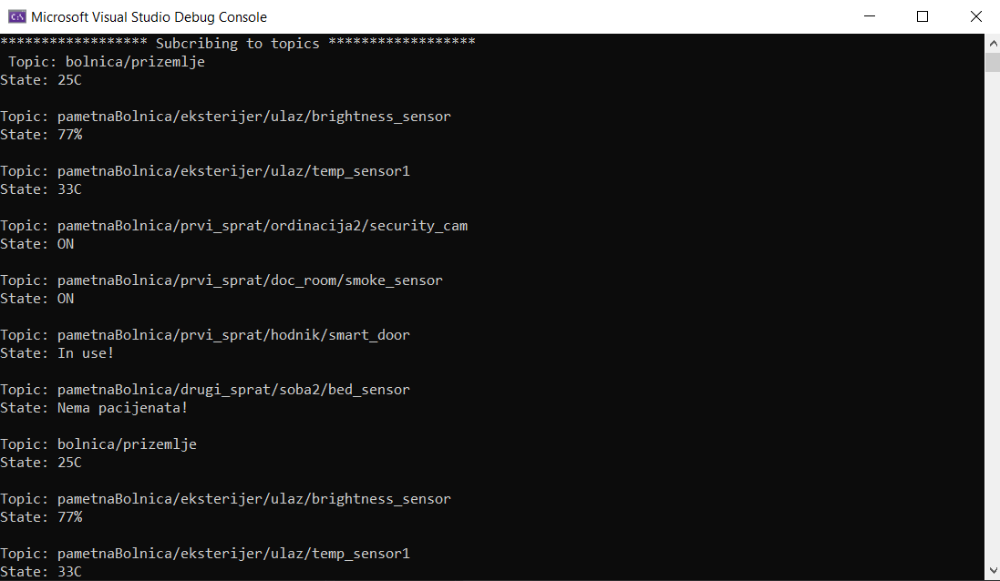 Microsoft Visual Studio Debug Console
****************** Subcribing to topics ******************
Topic: bolnica/prizemlje
State: 25C
Topic: pametnaBolnica/eksterijer/ulaz/brightness_sensor
State: 77%
Topic: pametnaBolnica/eksterijer/ulaz/temp_sensor1
State: 33C
Topic: pametnaBolnica/prvi_sprat/ordinacija2/security_cam
State: ON
Topic: pametnaBolnica/prvi_sprat/doc_room/smoke_sensor
State: ON
Topic: pametnaBolnica/prvi_sprat/hodnik/smart_door
State: In use!
Topic: pametnaBolnica/drugi_sprat/soba2/bed_sensor
State: Nema pacijenata!
Topic: bolnica/prizemlje
State: 25C
Topic: pametnaBolnica/eksterijer/ulaz/brightness_sensor
State: 77%
Topic: pametnaBolnica/eksterijer/ulaz/temp_sensor1
State: 33C